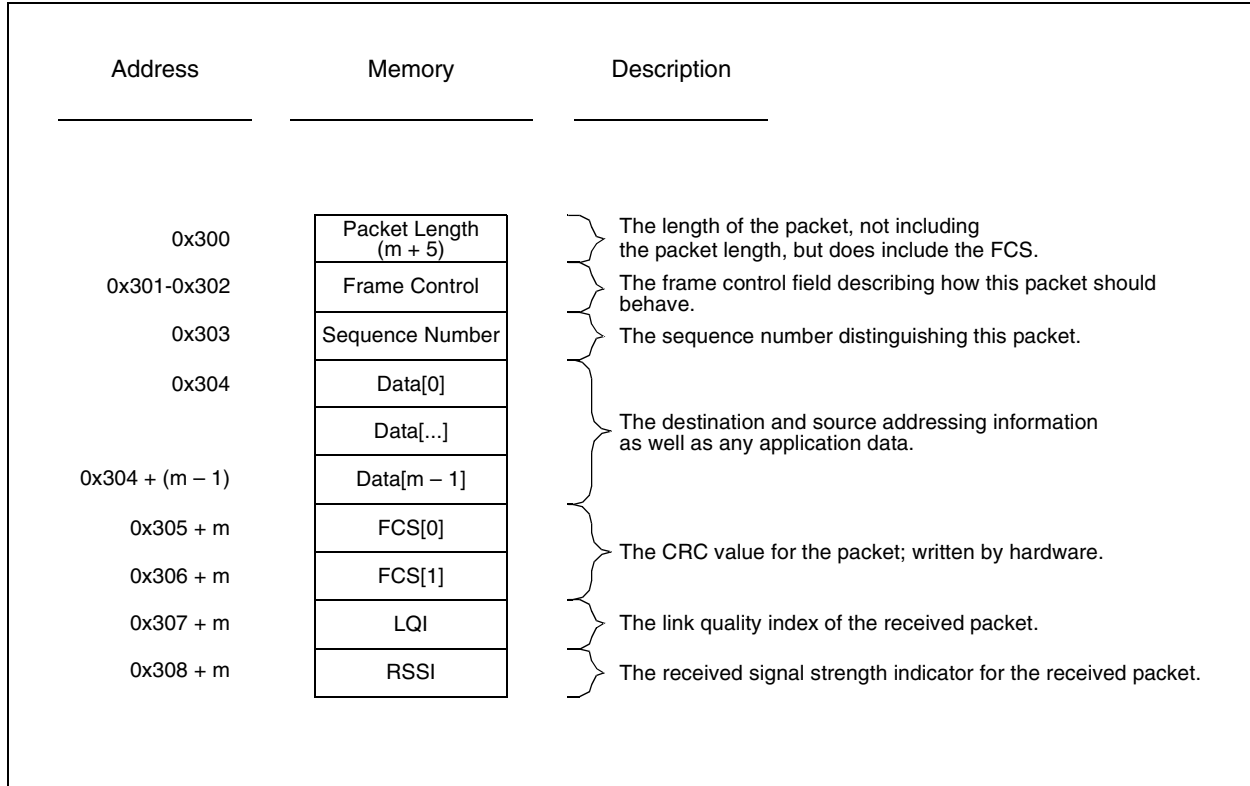 Address Memory Description
0x300 Packet Length (m + 5) The length of the packet, not including
the packet length, but does include the FCS.
0x301-0x302 Frame Control The frame control field describing how this packet should
behave.
0x303 Sequence Number The sequence number distinguishing this packet.
0x304 Data[0]
Data[...] The destination and source addressing information
as well as any application data.
0x304 + (m – 1) Data[m – 1]
0x305 + m FCS[0]
The CRC value for the packet; written by hardware.
0x306 + m FCS[1]
0x307 + m LQI The link quality index of the received packet.
0x308 + m RSSI The received signal strength indicator for the received packet.